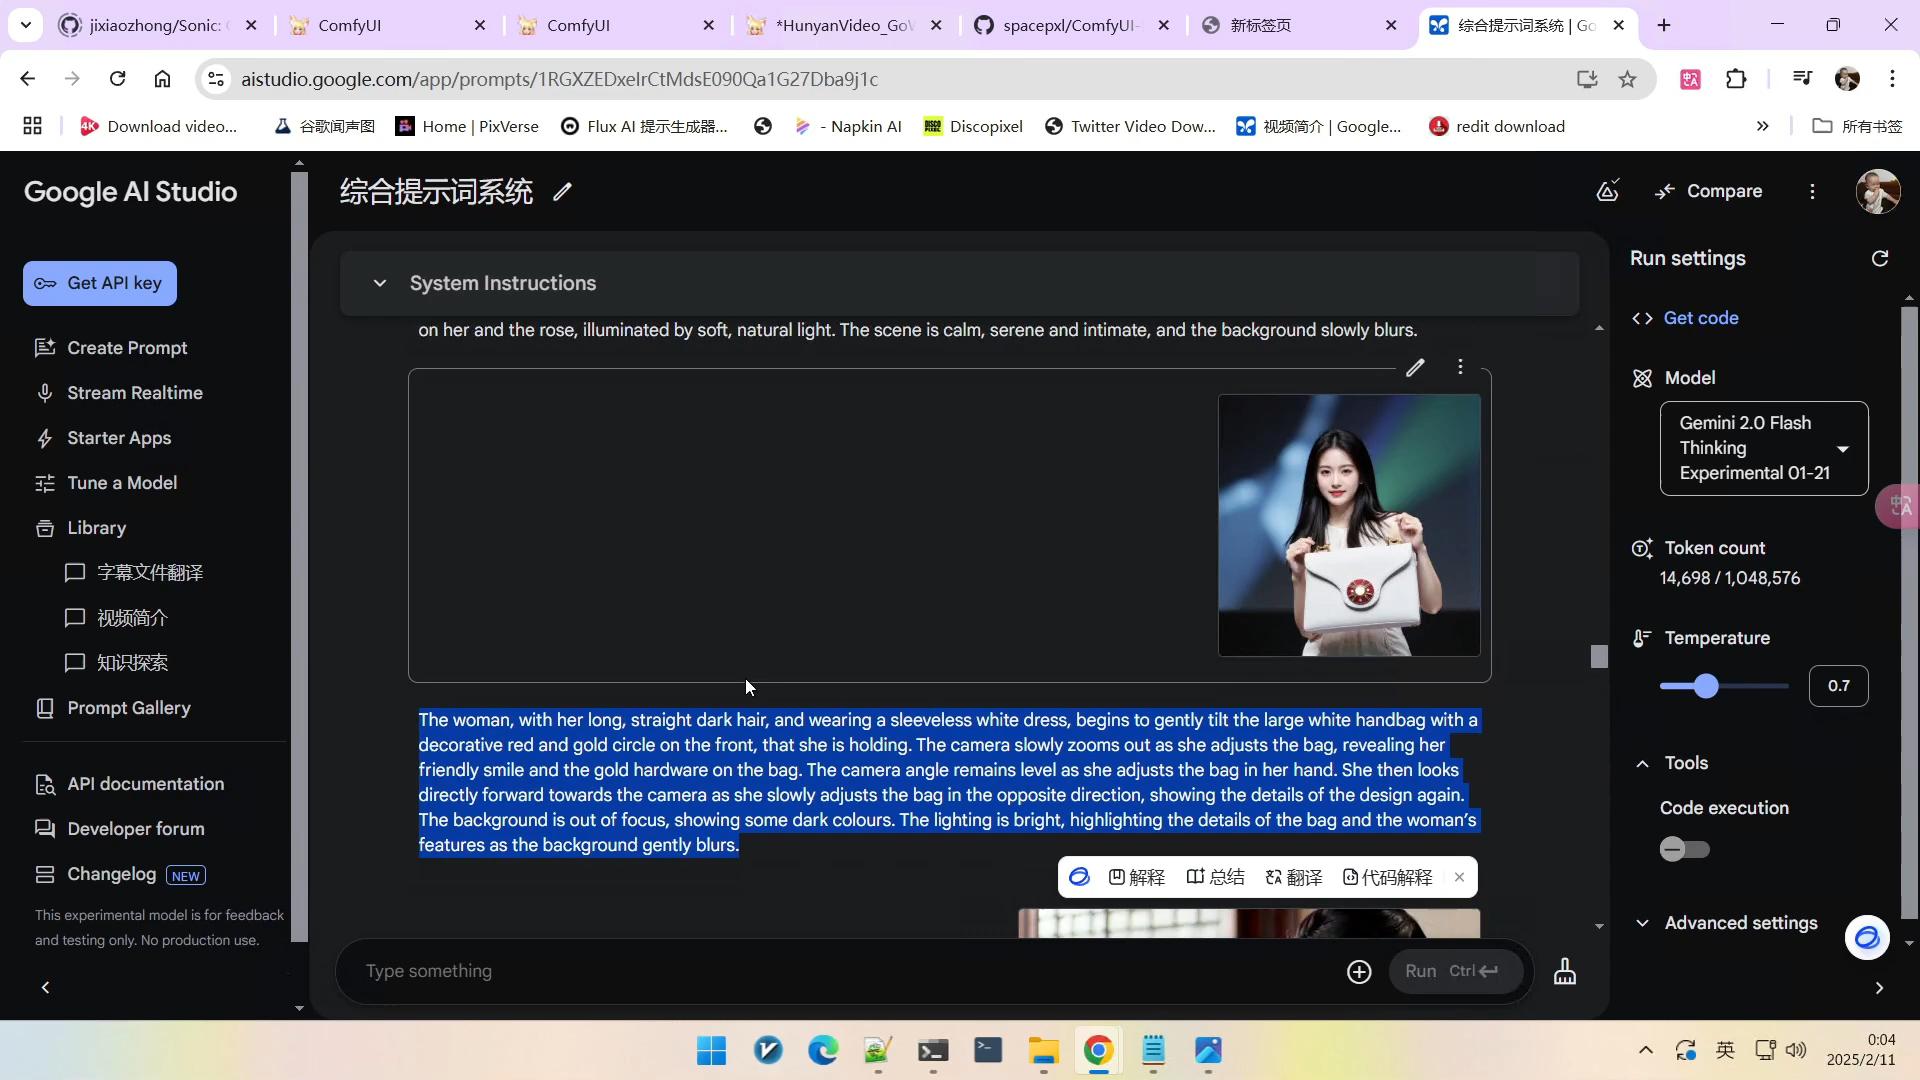 jixiaozhong/Sonic:
ComfyUI
ComfyUI
*HunyanVideo_GoV
spacepxl/ComfyUI-
新标签页
综合提示词系统 | Go
aistudio.google.com/app/prompts/1RGXZEDxelrCtMdsE090Qa1G27Dba9j1c
4K
Download video...
谷歌闻声图
Home | PixVerse
Flux AI 提示生成器...
- Napkin AI
Discopixel
Twitter Video Dow...
视频简介 | Google...
redit download
所有书签
Google AI Studio
Get API key
Create Prompt
Stream Realtime
Starter Apps
Tune a Model
Library
字幕文件翻译
视频简介
知识探索
Prompt Gallery
API documentation
Developer forum
Changelog NEW
This experimental model is for feedback
and testing only. No production use.
综合提示词系统
Compare
System Instructions
on her and the rose, illuminated by soft, natural light. The scene is calm, serene and intimate, and the background slowly blurs.
The woman, with her long, straight dark hair, and wearing a sleeveless white dress, begins to gently tilt the large white handbag with a
decorative red and gold circle on the front, that she is holding. The camera slowly zooms out as she adjusts the bag, revealing her
friendly smile and the gold hardware on the bag. The camera angle remains level as she adjusts the bag in her hand. She then looks
directly forward towards the camera as she slowly adjusts the bag in the opposite direction, showing the details of the design again.
The background is out of focus, showing some dark colours. The lighting is bright, highlighting the details of the bag and the woman's
features as the background gently blurs.
解释
总结
翻译
代码解释
Type something
Run Ctrl
Run settings
Get code
Model
Gemini 2.0 Flash
Thinking
Experimental 01-21
Token count
14,698 / 1,048,576
Temperature
0.7
Tools
Code execution
Advanced settings
英
0:04
2025/2/11